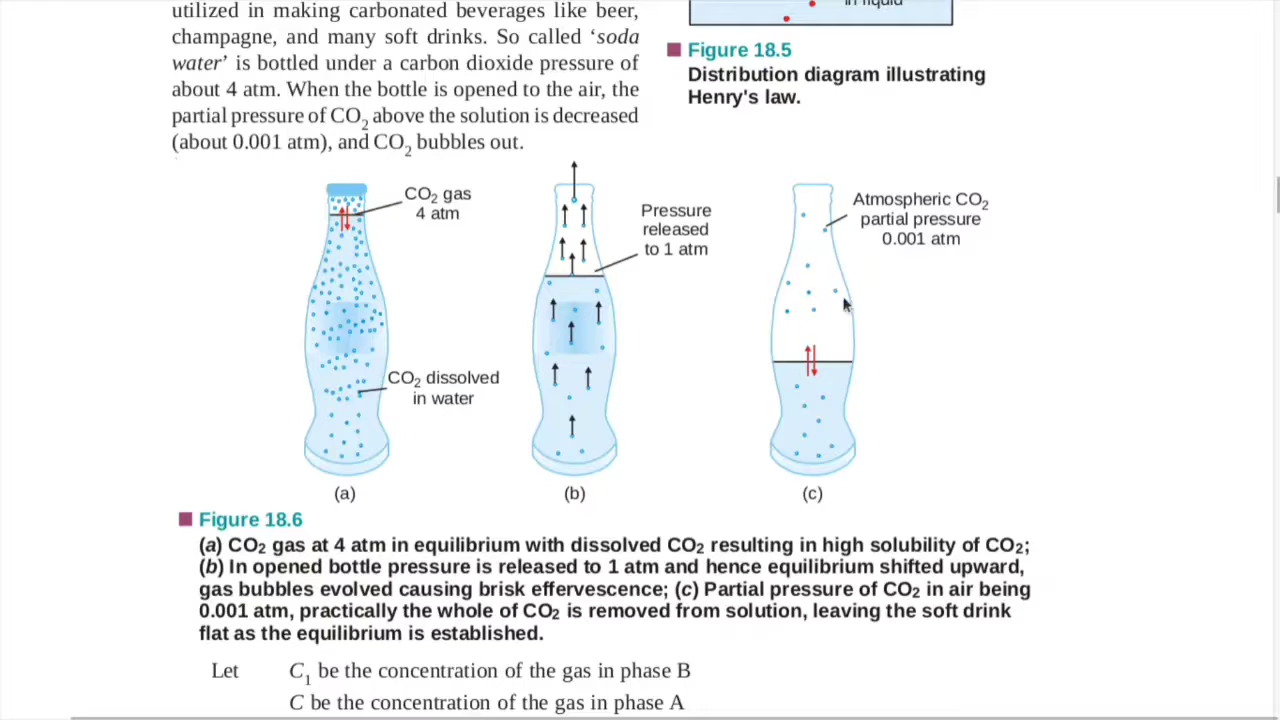 utilized in making carbonated beverages like beer,
champagne, and many soft drinks. So called ‘soda
water’ is bottled under a carbon dioxide pressure of
about 4 atm. When the bottle is opened to the air, the
partial pressure of CO2 above the solution is decreased
(about 0.001 atm), and CO2 bubbles out.
in liquid
Figure 18.5
Distribution diagram illustrating
Henry's law.
CO2 gas
4 atm
CO2 dissolved
in water
(a)
Pressure
released
to 1 atm
(b)
Atmospheric CO2
partial pressure
0.001 atm
(c)
Figure 18.6
(a) CO2 gas at 4 atm in equilibrium with dissolved CO2 resulting in high solubility of CO2;
(b) In opened bottle pressure is released to 1 atm and hence equilibrium shifted upward,
gas bubbles evolved causing brisk effervescence; (c) Partial pressure of CO2 in air being
0.001 atm, practically the whole of CO2 is removed from solution, leaving the soft drink
flat as the equilibrium is established.
Let C1 be the concentration of the gas in phase B
C be the concentration of the gas in phase A